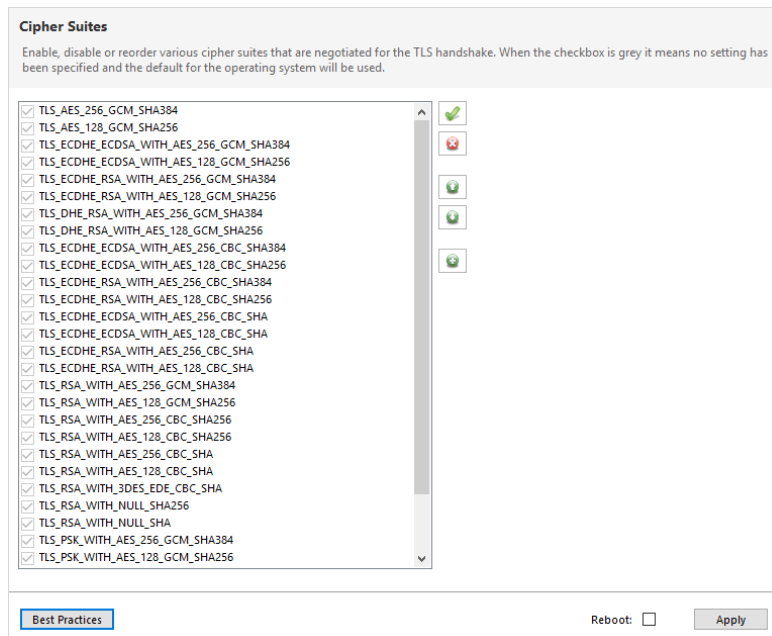 Cipher Suites
Enable, disable or reorder various cipher suites that are negotiated for the TLS handshake. When the checkbox is grey it means no setting has
been specified and the default for the operating system will be used.
TLS_AES_256_GCM_SHA384
TLS_AES_128_GCM_SHA256
TLS_ECDHE_ECDSA_WITH_AES_256_GCM_SHA384
TLS_ECDHE_ECDSA_WITH_AES_128_GCM_SHA256
TLS_ECDHE_RSA_WITH_AES_256_GCM_SHA384
TLS_ECDHE_RSA_WITH_AES_128_GCM_SHA256
TLS_DHE_RSA_WITH_AES_256_GCM_SHA384
TLS_DHE_RSA_WITH_AES_128_GCM_SHA256
TLS_ECDHE_ECDSA_WITH_AES_256_CBC_SHA384
TLS_ECDHE_ECDSA_WITH_AES_128_CBC_SHA256
TLS_ECDHE_RSA_WITH_AES_256_CBC_SHA384
TLS_ECDHE_RSA_WITH_AES_128_CBC_SHA256
TLS_ECDHE_ECDSA_WITH_AES_256_CBC_SHA
TLS_ECDHE_ECDSA_WITH_AES_128_CBC_SHA
TLS_ECDHE_RSA_WITH_AES_256_CBC_SHA
TLS_ECDHE_RSA_WITH_AES_128_CBC_SHA
TLS_RSA_WITH_AES_256_GCM_SHA384
TLS_RSA_WITH_AES_128_GCM_SHA256
TLS_RSA_WITH_AES_256_CBC_SHA256
TLS_RSA_WITH_AES_128_CBC_SHA256
TLS_RSA_WITH_AES_256_CBC_SHA
TLS_RSA_WITH_AES_128_CBC_SHA
TLS_RSA_WITH_3DES_EDE_CBC_SHA
TLS_RSA_WITH_NULL_SHA256
TLS_RSA_WITH_NULL_SHA
TLS_PSK_WITH_AES_256_GCM_SHA384
TLS_PSK_WITH_AES_128_GCM_SHA256
Best Practices
Reboot:
Apply